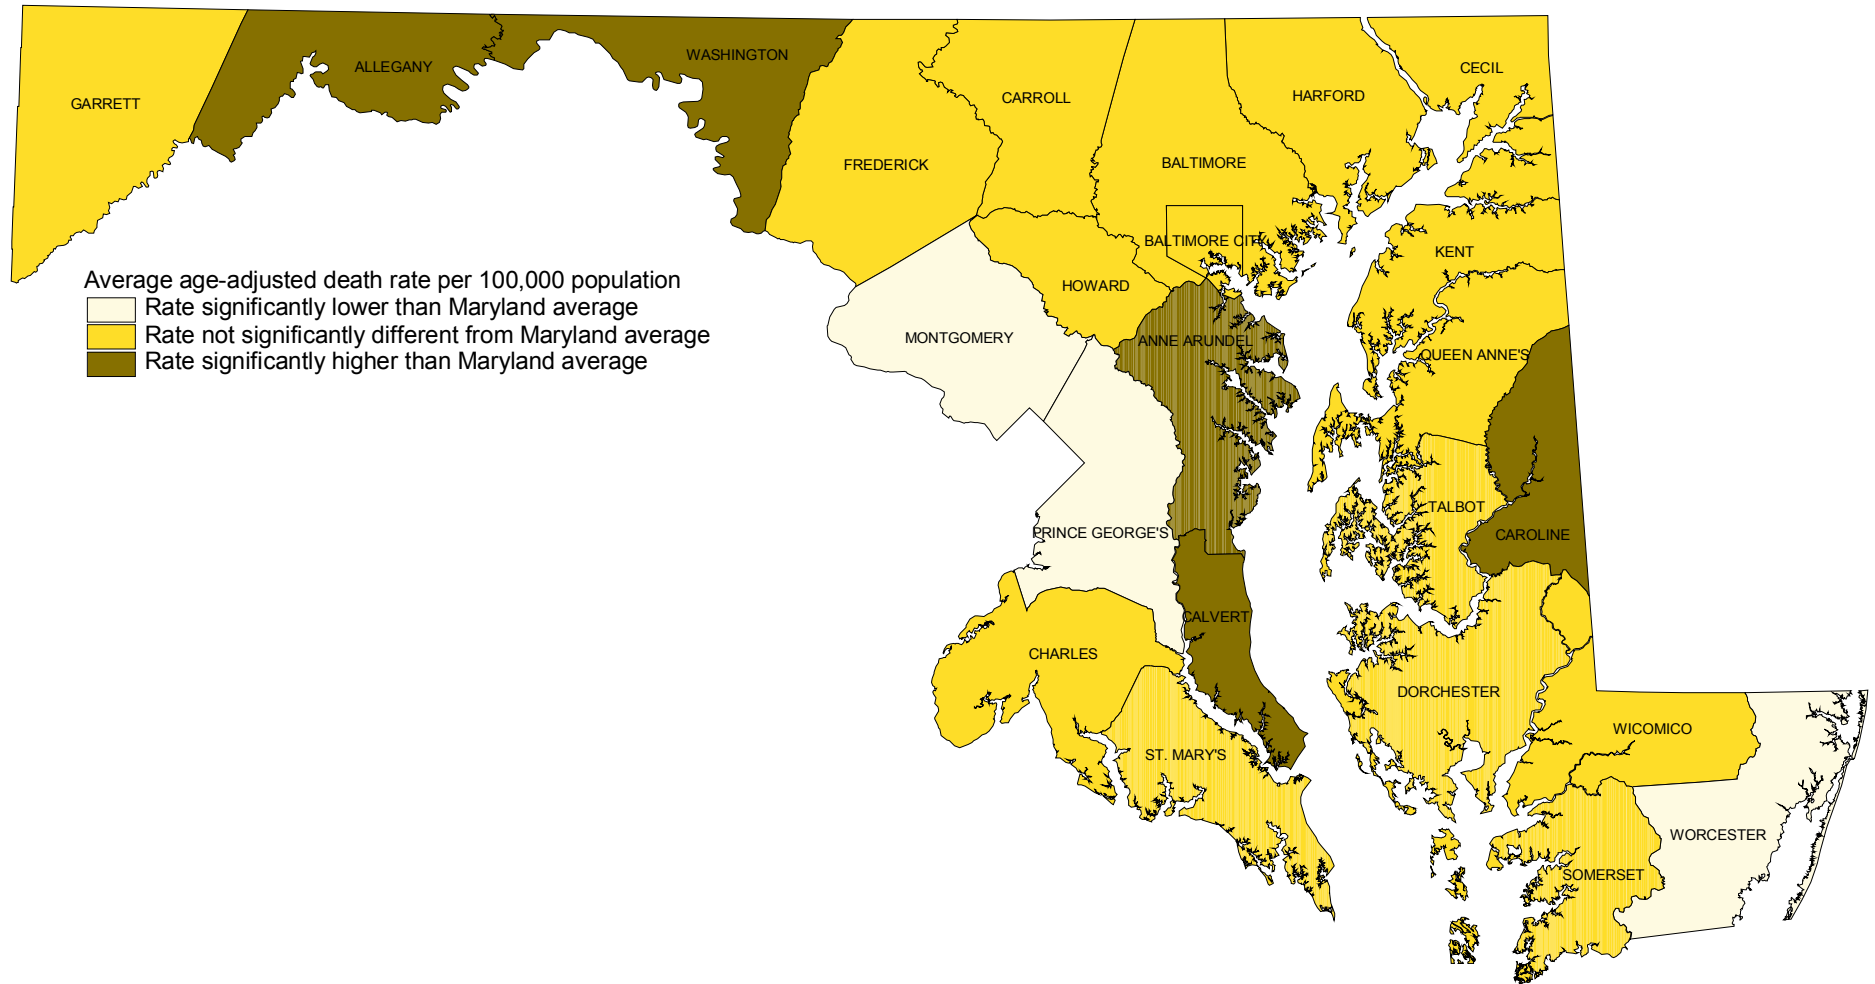 ALLEGANY
WASHINGTON
GARRETT
CARROLL
HARFORD
CECIL
FREDERICK
BALTIMORE
BALTIMORE CITY
KENT
HOWARD
Average age-adjusted death rate per 100,000 population
Rate significantly lower than Maryland average
Rate not significantly different from Maryland average
Rate significantly higher than Maryland average
MONTGOMERY
ANNE ARUNDEL
QUEEN ANNE'S
TALBOT
PRINCE GEORGE'S
CAROLINE
CALVERT
CHARLES
DORCHESTER
WICOMICO
ST. MARY'S
WORCESTER
SOMERSET